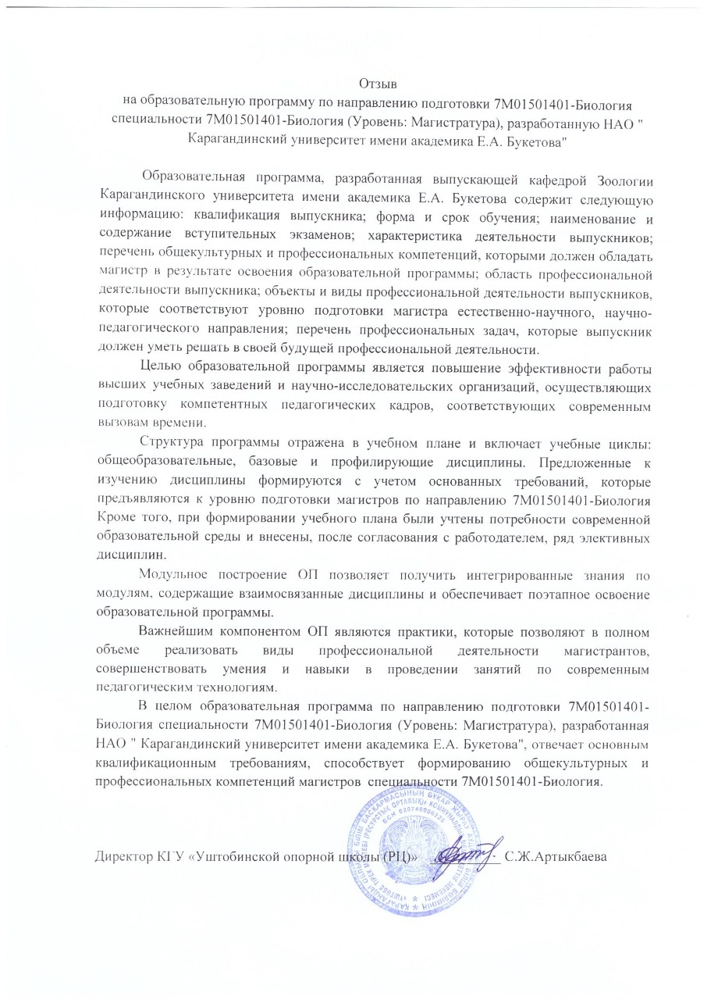 Отзыв
на образовательную программу по направлению подготовки 7М01501401-Биология
специальности 7М01501401-Биология (Уровень: Магистратура), разработанную НАО "
Карагандинский университет имени академика Е.А. Букетова"
Образовательная программа, разработанная выпускающей кафедрой Зоологии
Карагандинского университета имени академика Е.А. Букетова содержит следующую
информацию: квалификация выпускника; форма и срок обучения; наименование и
содержание вступительных экзаменов; характеристика деятельности выпускников;
перечень общекультурных и профессиональных компетенций, которыми должен обладать
магистр в результате освоения образовательной программы; область профессиональной
деятельности выпускника; объекты и виды профессиональной деятельности выпускников,
которые соответствуют уровню подготовки магистра естественно-научного, научно-
педагогического направления; перечень профессиональных задач, которые выпускник
должен уметь решать в своей будущей профессиональной деятельности.
Целью образовательной программы является повышение эффективности работы
высших учебных заведений и научно-исследовательских организаций, осуществляющих
подготовку компетентных педагогических кадров, соответствующих современным
вызовам времени.
Структура программы отражена в учебном плане и включает учебные циклы:
общеобразовательные, базовые и профилирующие дисциплины. Предложенные к
изучению дисциплины формируются с учетом основанных требований, которые
предъявляются к уровню подготовки магистров по направлению 7М01501401-Биология
Кроме того, при формировании учебного плана были учтены потребности современной
образовательной среды и внесены, после согласования с работодателем, ряд элективных
дисциплин.
Модульное построение ОП позволяет получить интегрированные знания по
модулям, содержащие взаимосвязанные дисциплины и обеспечивает поэтапное освоение
образовательной программы.
Важнейшим компонентом ОП являются практики, которые позволяют в полном
объеме реализовать виды профессиональной деятельности магистрантов,
совершенствовать умения и навыки в проведении занятий по современным
педагогическим технологиям.
В целом образовательная программа по направлению подготовки 7М01501401-
Биология специальности 7М01501401-Биология (Уровень: Магистратура), разработанная
НАО " Карагандинский университет имени академика Е.А. Букетова", отвечает основным
квалификационным требованиям, способствует формированию общекультурных и
профессиональных компетенций магистров специальности 7М01501401-Биология.
Директор КГУ «Уштобинской опорной школы (РЦ)» С.Ж.Артыкбаева